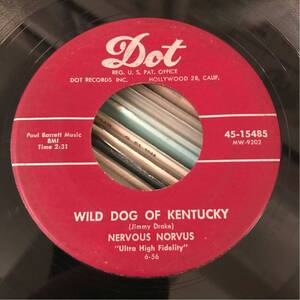 Dot
REG. U. S. PAT. OFFICE
DOT RECORDS INC. HOLLYWOOD 28, CALIF.
Paul Barrett Music
BMI
Time 2:31
45-15485
MW-9202
WILD DOG OF KENTUCKY
(Jimmy Drake)
NERVOUS NORVUS
"Ultra High Fidelity"
6-56